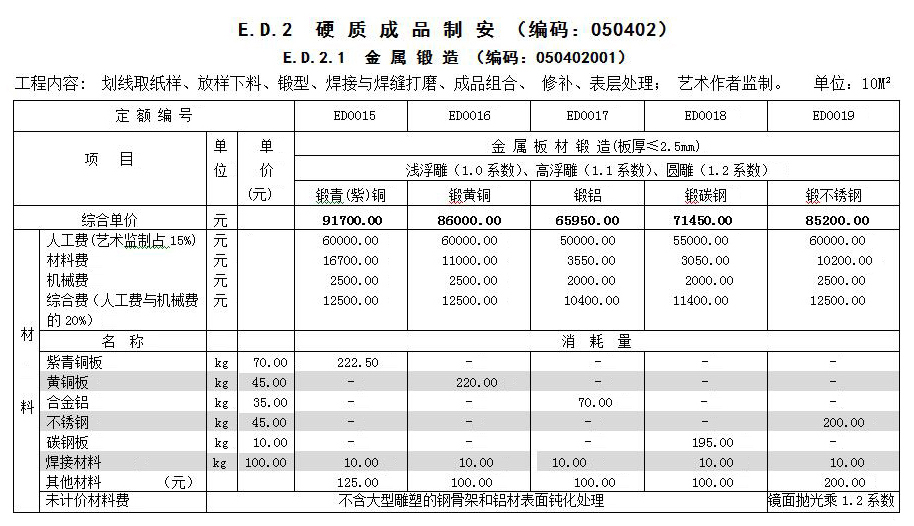 E.D.2 硬 质 成 品 制 安 （编码：050402）
E.D.2.1 金 属 锻 造 （编码：050402001）
工程内容： 划线取纸样、放样下料、锻型、焊接与焊缝打磨、成品组合、 修补、表层处理； 艺术作者监制。 单位：10M²
定 额 编 号 ED0015 ED0016 ED0017 ED0018 ED0019
项 目 单位 单价(元) 金 属 板 材 锻 造(板厚≤2.5mm)
浅浮雕（1.0系数）、高浮雕（1.1系数）、圆雕（1.2系数）
锻青(紫)铜 锻黄铜 锻铝 锻碳钢 锻不锈钢
综合单价 元 91700.00 86000.00 65950.00 71450.00 85200.00
材料
人工费(艺术监制占15%) 元 60000.00 60000.00 50000.00 55000.00 60000.00
材料费 元 16700.00 11000.00 3550.00 3050.00 10200.00
机械费 元 2500.00 2500.00 2000.00 2000.00 2500.00
综合费（人工费与机械费 元 12500.00 12500.00 10400.00 11400.00 12500.00
的20%）
名 称 消 耗 量
紫青铜板 kg 70.00 222.50 - - - -
黄铜板 kg 45.00 - 220.00 - - -
合金铝 kg 35.00 - - 70.00 - -
不锈钢 kg 45.00 - - - - 200.00
碳钢板 kg 10.00 - - - 195.00 -
焊接材料 kg 100.00 10.00 10.00 10.00 10.00 10.00
其他材料 （元） 125.00 100.00 100.00 100.00 200.00
未计价材料费 不含大型雕塑的钢骨架和铝材表面钝化处理 镜面抛光乘1.2系数